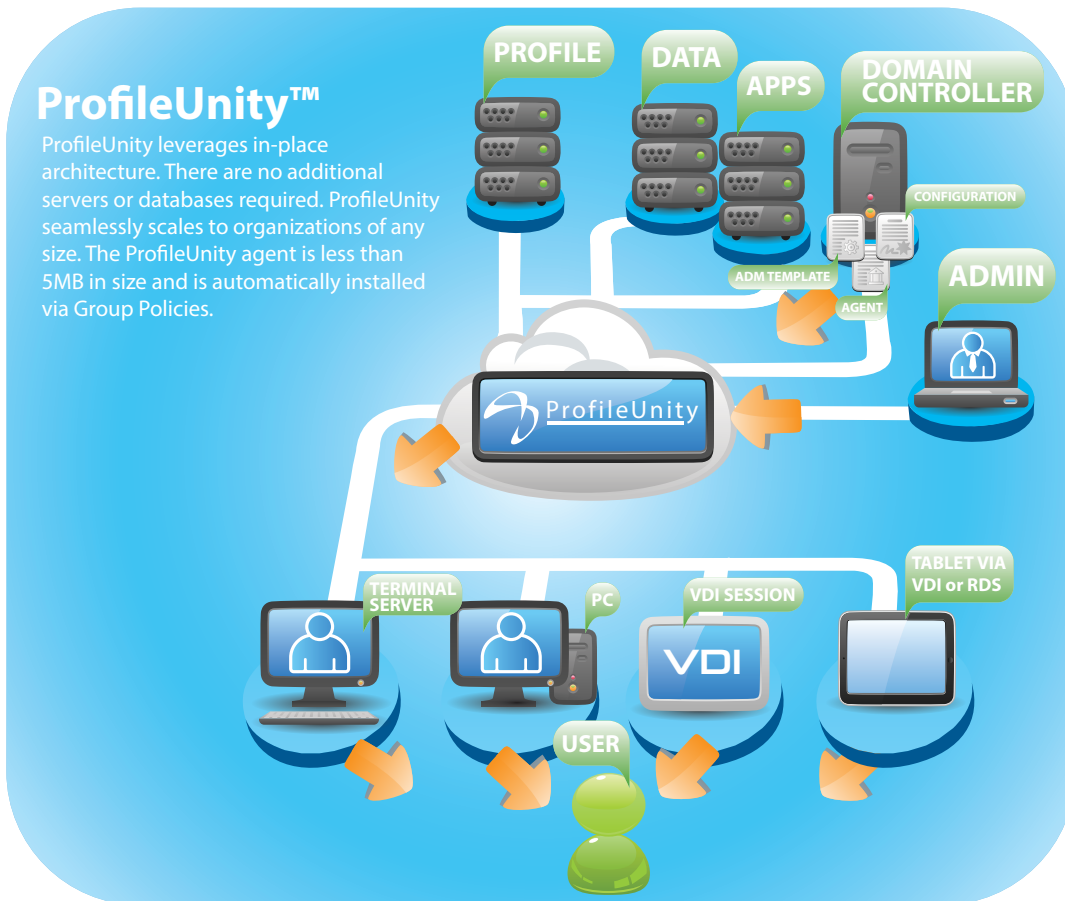 ProfileUnity™
ProfileUnity leverages in-place
architecture. There are no additional
servers or databases required. ProfileUnity
seamlessly scales to organizations of any
size. The ProfileUnity agent is less than
5MB in size and is automatically installed
via Group Policies.
PROFILE
DATA
APPS
DOMAIN
CONTROLLER
CONFIGURATION
ADM TEMPLATE
AGENT
ADMIN
ProfileUnity
TERMINAL
SERVER
PC
VDI SESSION
TABLET VIA
VDI or RDS
VDI
USER